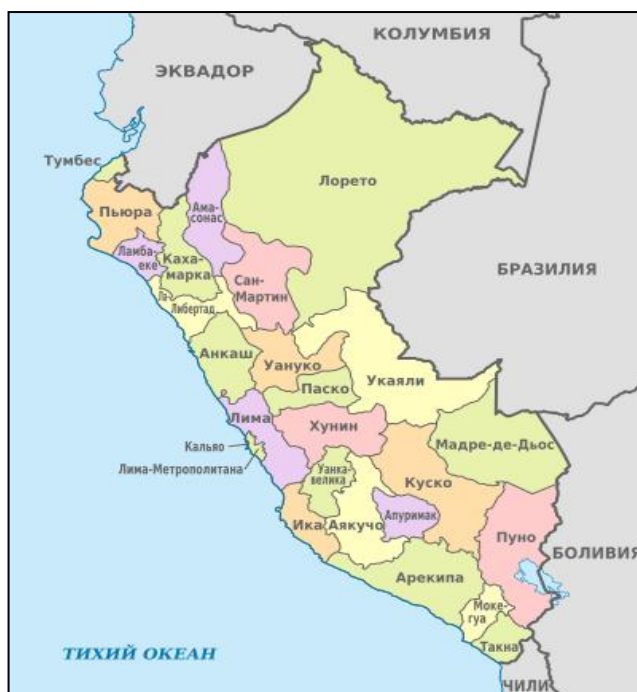 КОЛУМБИЯ
ЭКВАДОР
Тумбес
Лорето
Пьюра
Ама-
сонас
Ламба-
еке
Каха-
марка
БРАЗИЛИЯ
Сан-
Мартин
Ла-
Либертад
Анкаш
Уануко
Укаяли
Паско
Лима
Хунин
Мадре-де-Дьос
Кальяо
Лима-Метрополитана
Уанка-
велика
Куско
Ика
Аякучо
Апуримак
Пуно
БОЛИВИЯ
Арекипа
Моке-
гуа
Такна
ТИХИЙ ОКЕАН
ЧИЛИ